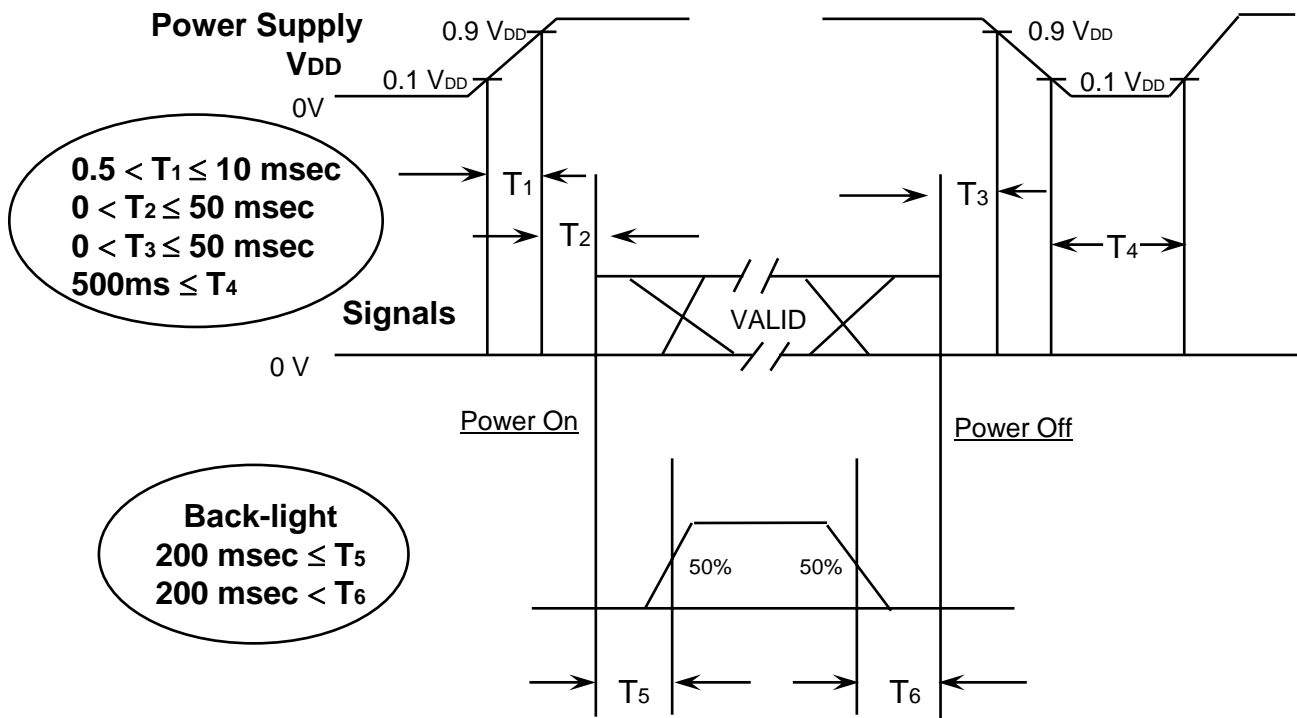 Power Supply
VDD
0.9 VDD
0.1 VDD
0V
0.9 VDD
0.1 VDD
0.5 < T1 ≤ 10 msec
0 < T2 ≤ 50 msec
0 < T3 ≤ 50 msec
500ms ≤ T4
T1
T2
T3
T4
Signals
VALID
0 V
Power On
Power Off
Back-light
200 msec ≤ T5
200 msec < T6
50%
50%
T5
T6